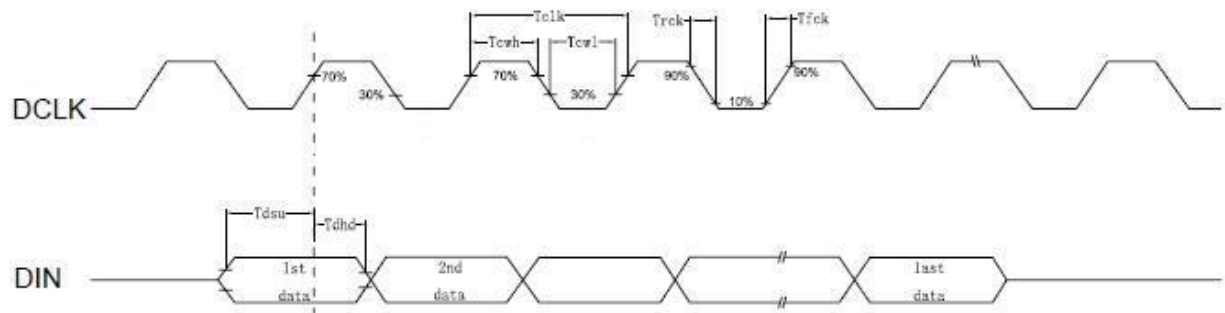 Tclk
Trck
Tfck
Tcwh
Tcwl
70%
30%
70%
30%
90%
10%
90%
DCLK
Tdsu
Tdhd
DIN
1st
data
2nd
data
last
data